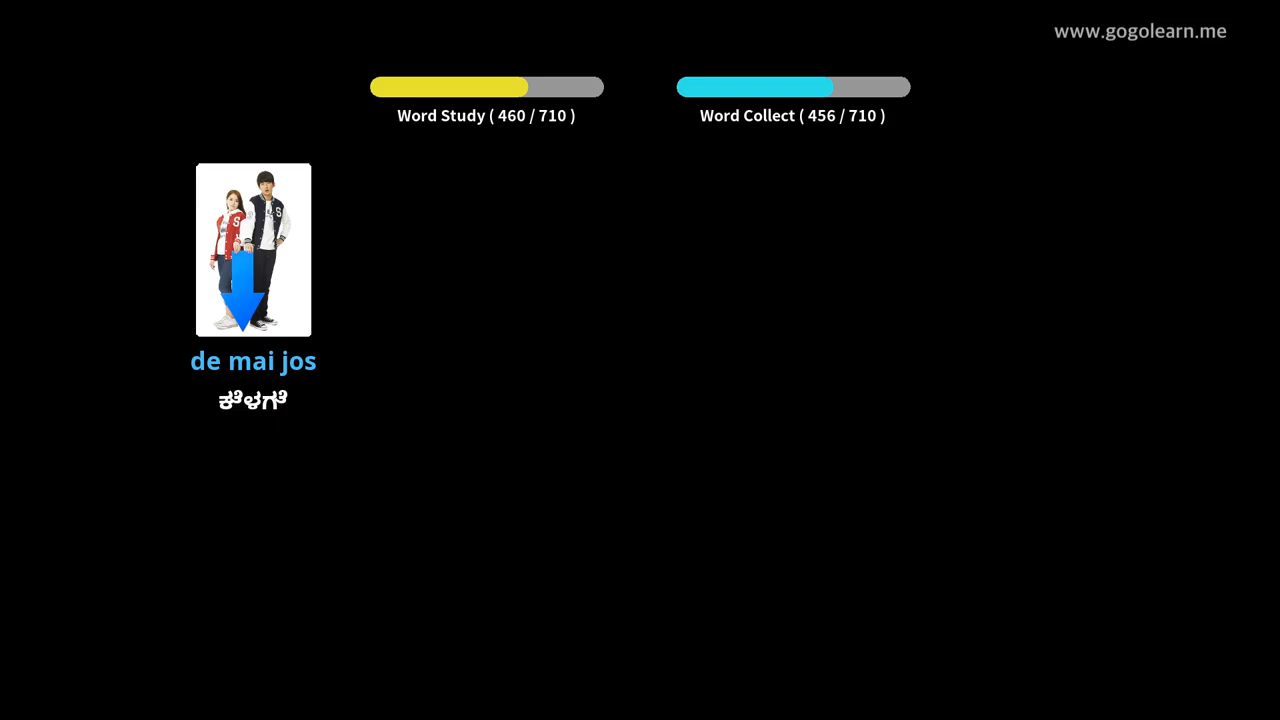 www.gogolearn.me
Word Study ( 460 / 710 )
Word Collect ( 456 / 710 )
S
S
de mai jos
ಕೆಳಗೆ